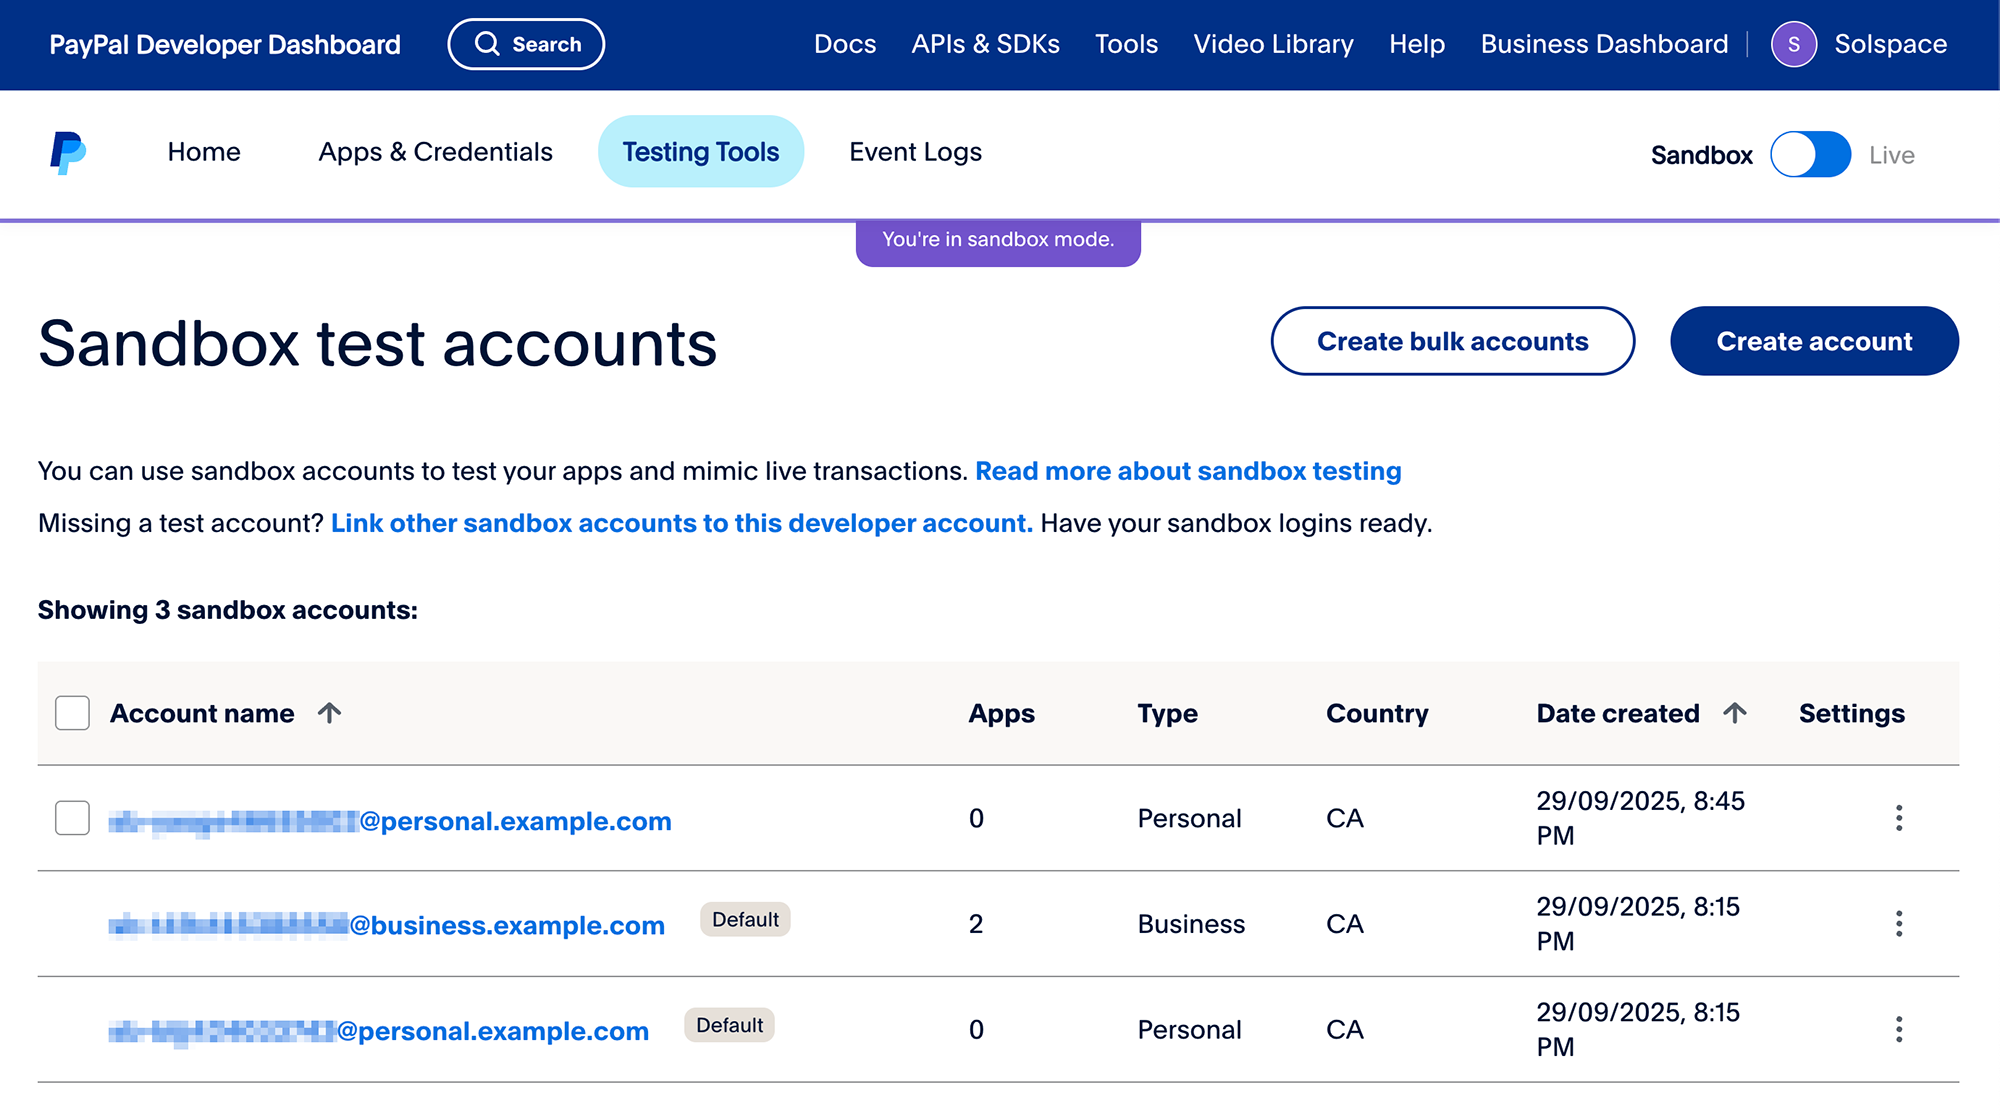 PayPal Developer Dashboard Search Docs APIs & SDKs Tools Video Library Help Business Dashboard S Solspace
Home Apps & Credentials Testing Tools Event Logs Sandbox Live
You're in sandbox mode.
Sandbox test accounts Create bulk accounts Create account
You can use sandbox accounts to test your apps and mimic live transactions. Read more about sandbox testing
Missing a test account? Link other sandbox accounts to this developer account. Have your sandbox logins ready.
Showing 3 sandbox accounts:
Account name Apps Type Country Date created Settings
@personal.example.com 0 Personal CA 29/09/2025, 8:45
PM
@business.example.com Default 2 Business CA 29/09/2025, 8:15
PM
@personal.example.com Default 0 Personal CA 29/09/2025, 8:15
PM